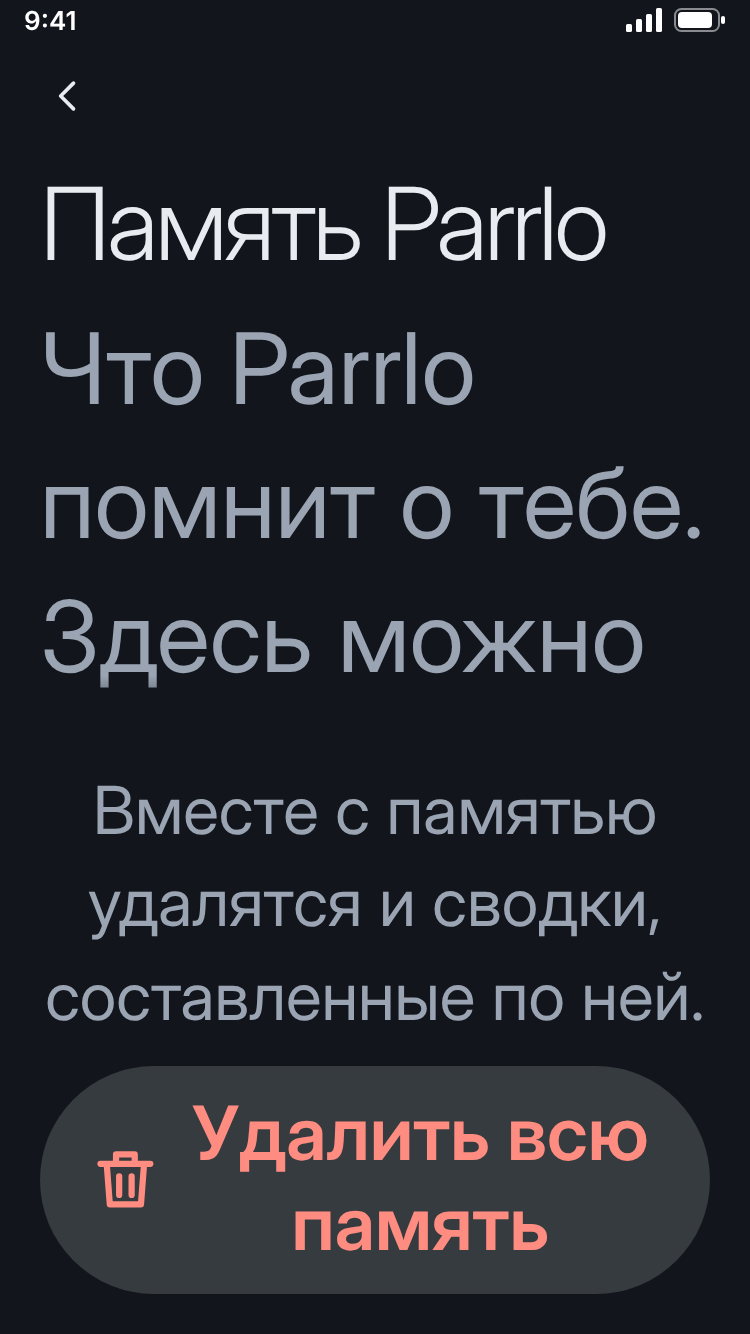 9:41
Память Parrlo
Что Parrlo
помнит о тебе.
Здесь можно
Вместе с памятью
удалятся и сводки,
составленные по ней.
Удалить всю
память